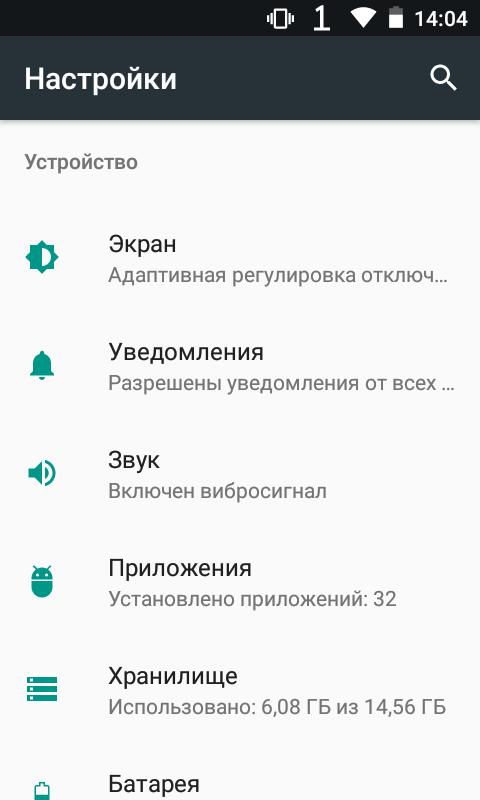 1 14:04
Настройки
Устройство
Экран
Адаптивная регулировка отключ...
Уведомления
Разрешены уведомления от всех ...
Звук
Включен вибросигнал
Приложения
Установлено приложений: 32
Хранилище
Использовано: 6,08 ГБ из 14,56 ГБ
Батарея